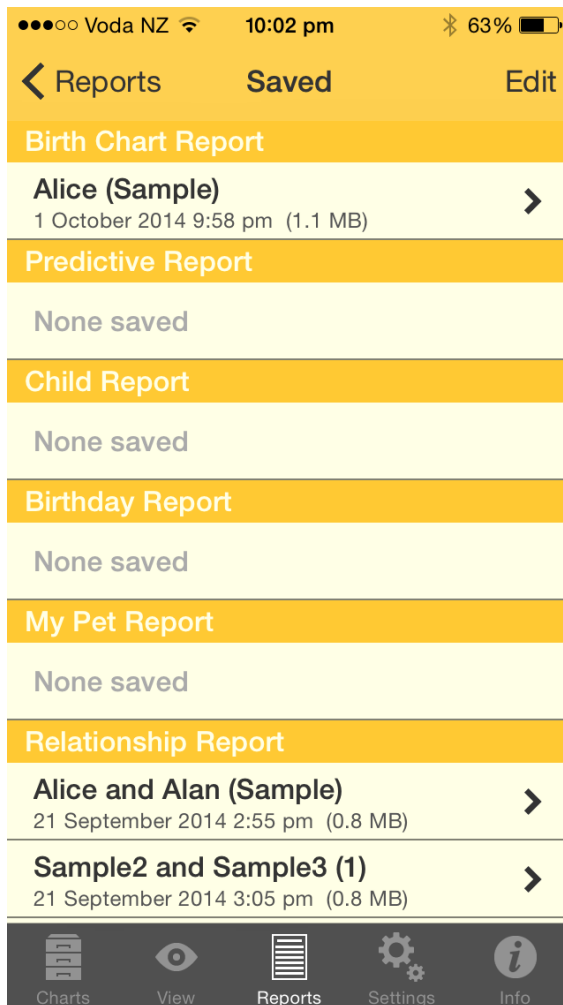 Voda NZ 10:02 pm 63%
Reports Saved Edit
Birth Chart Report
Alice (Sample)
1 October 2014 9:58 pm (1.1 MB)
Predictive Report
None saved
Child Report
None saved
Birthday Report
None saved
My Pet Report
None saved
Relationship Report
Alice and Alan (Sample)
21 September 2014 2:55 pm (0.8 MB)
Sample2 and Sample3 (1)
21 September 2014 3:05 pm (0.8 MB)
Charts View Reports Settings Info